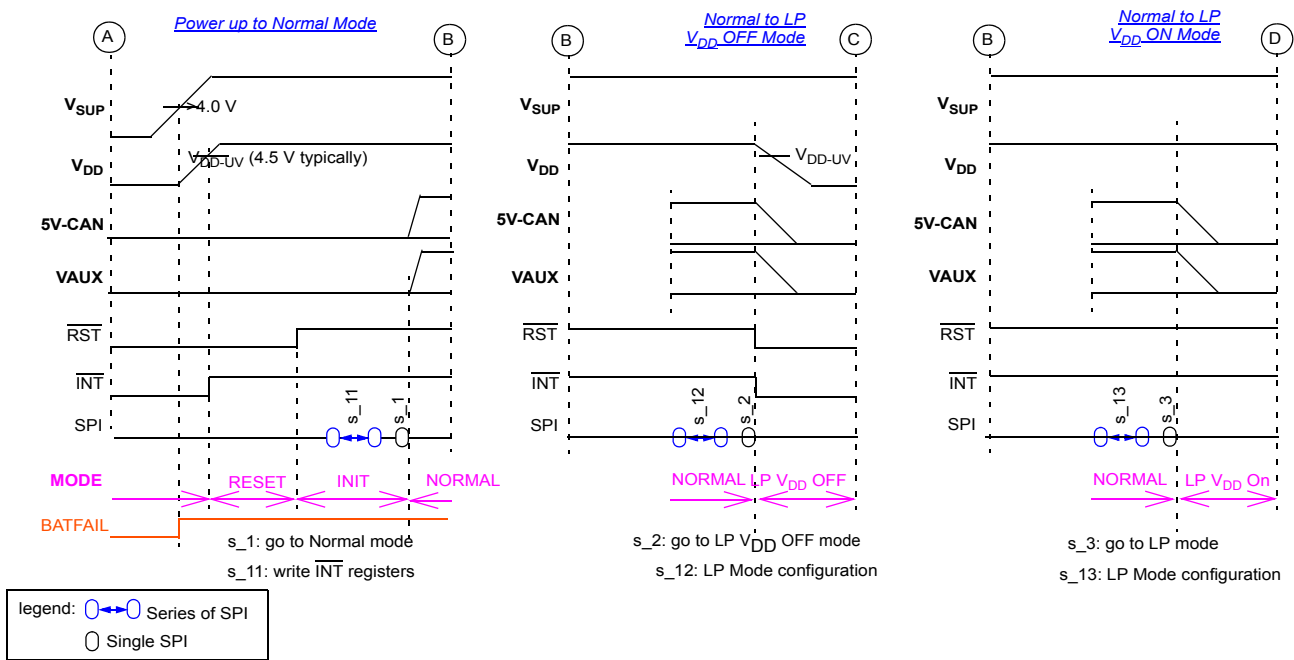 Power up to Normal Mode
A
B
VSUP
4.0 V
VDD
VDD-UV (4.5 V typically)
5V-CAN
VAUX
RST
INT
SPI
s_11
s_1
MODE
RESET
INIT
NORMAL
BATFAIL
s_1: go to Normal mode
s_11: write INT registers
Normal to LP
VDD OFF Mode
B
C
VSUP
VDD
VDD-UV
5V-CAN
VAUX
RST
INT
SPI
s_12
s_2
NORMAL
LP VDD OFF
s_2: go to LP VDD OFF mode
s_12: LP Mode configuration
Normal to LP
VDD ON Mode
B
D
VSUP
VDD
5V-CAN
VAUX
RST
INT
SPI
s_13
s_3
NORMAL
LP VDD On
s_3: go to LP mode
s_13: LP Mode configuration
legend:
Series of SPI
Single SPI